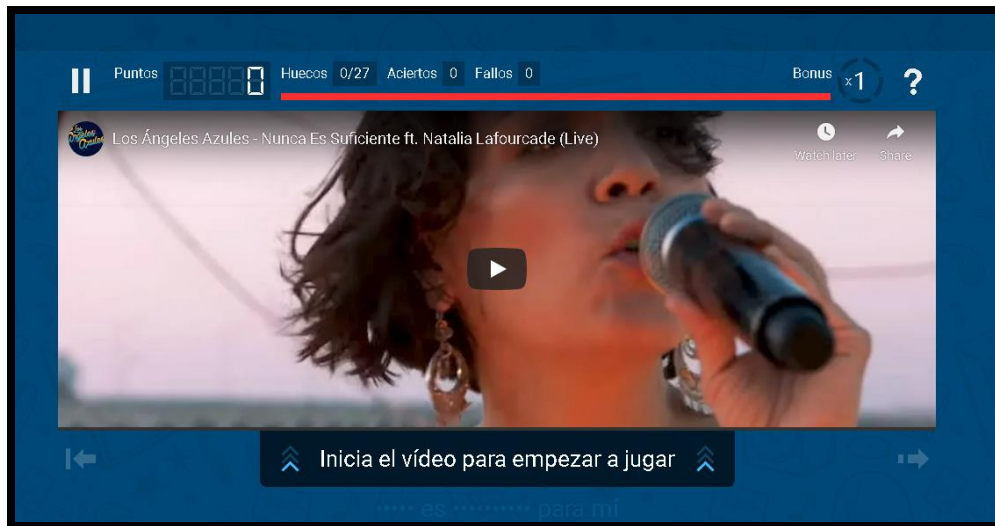 Puntos 0 Huecos 0/27 Aciertos 0 Fallos 0 Bonus x1 ?
Los Ángeles Azules - Nunca Es Suficiente ft. Natalia Lafourcade (Live)
Watch later Share
Inicia el vídeo para empezar a jugar
····· es ·········· para mí